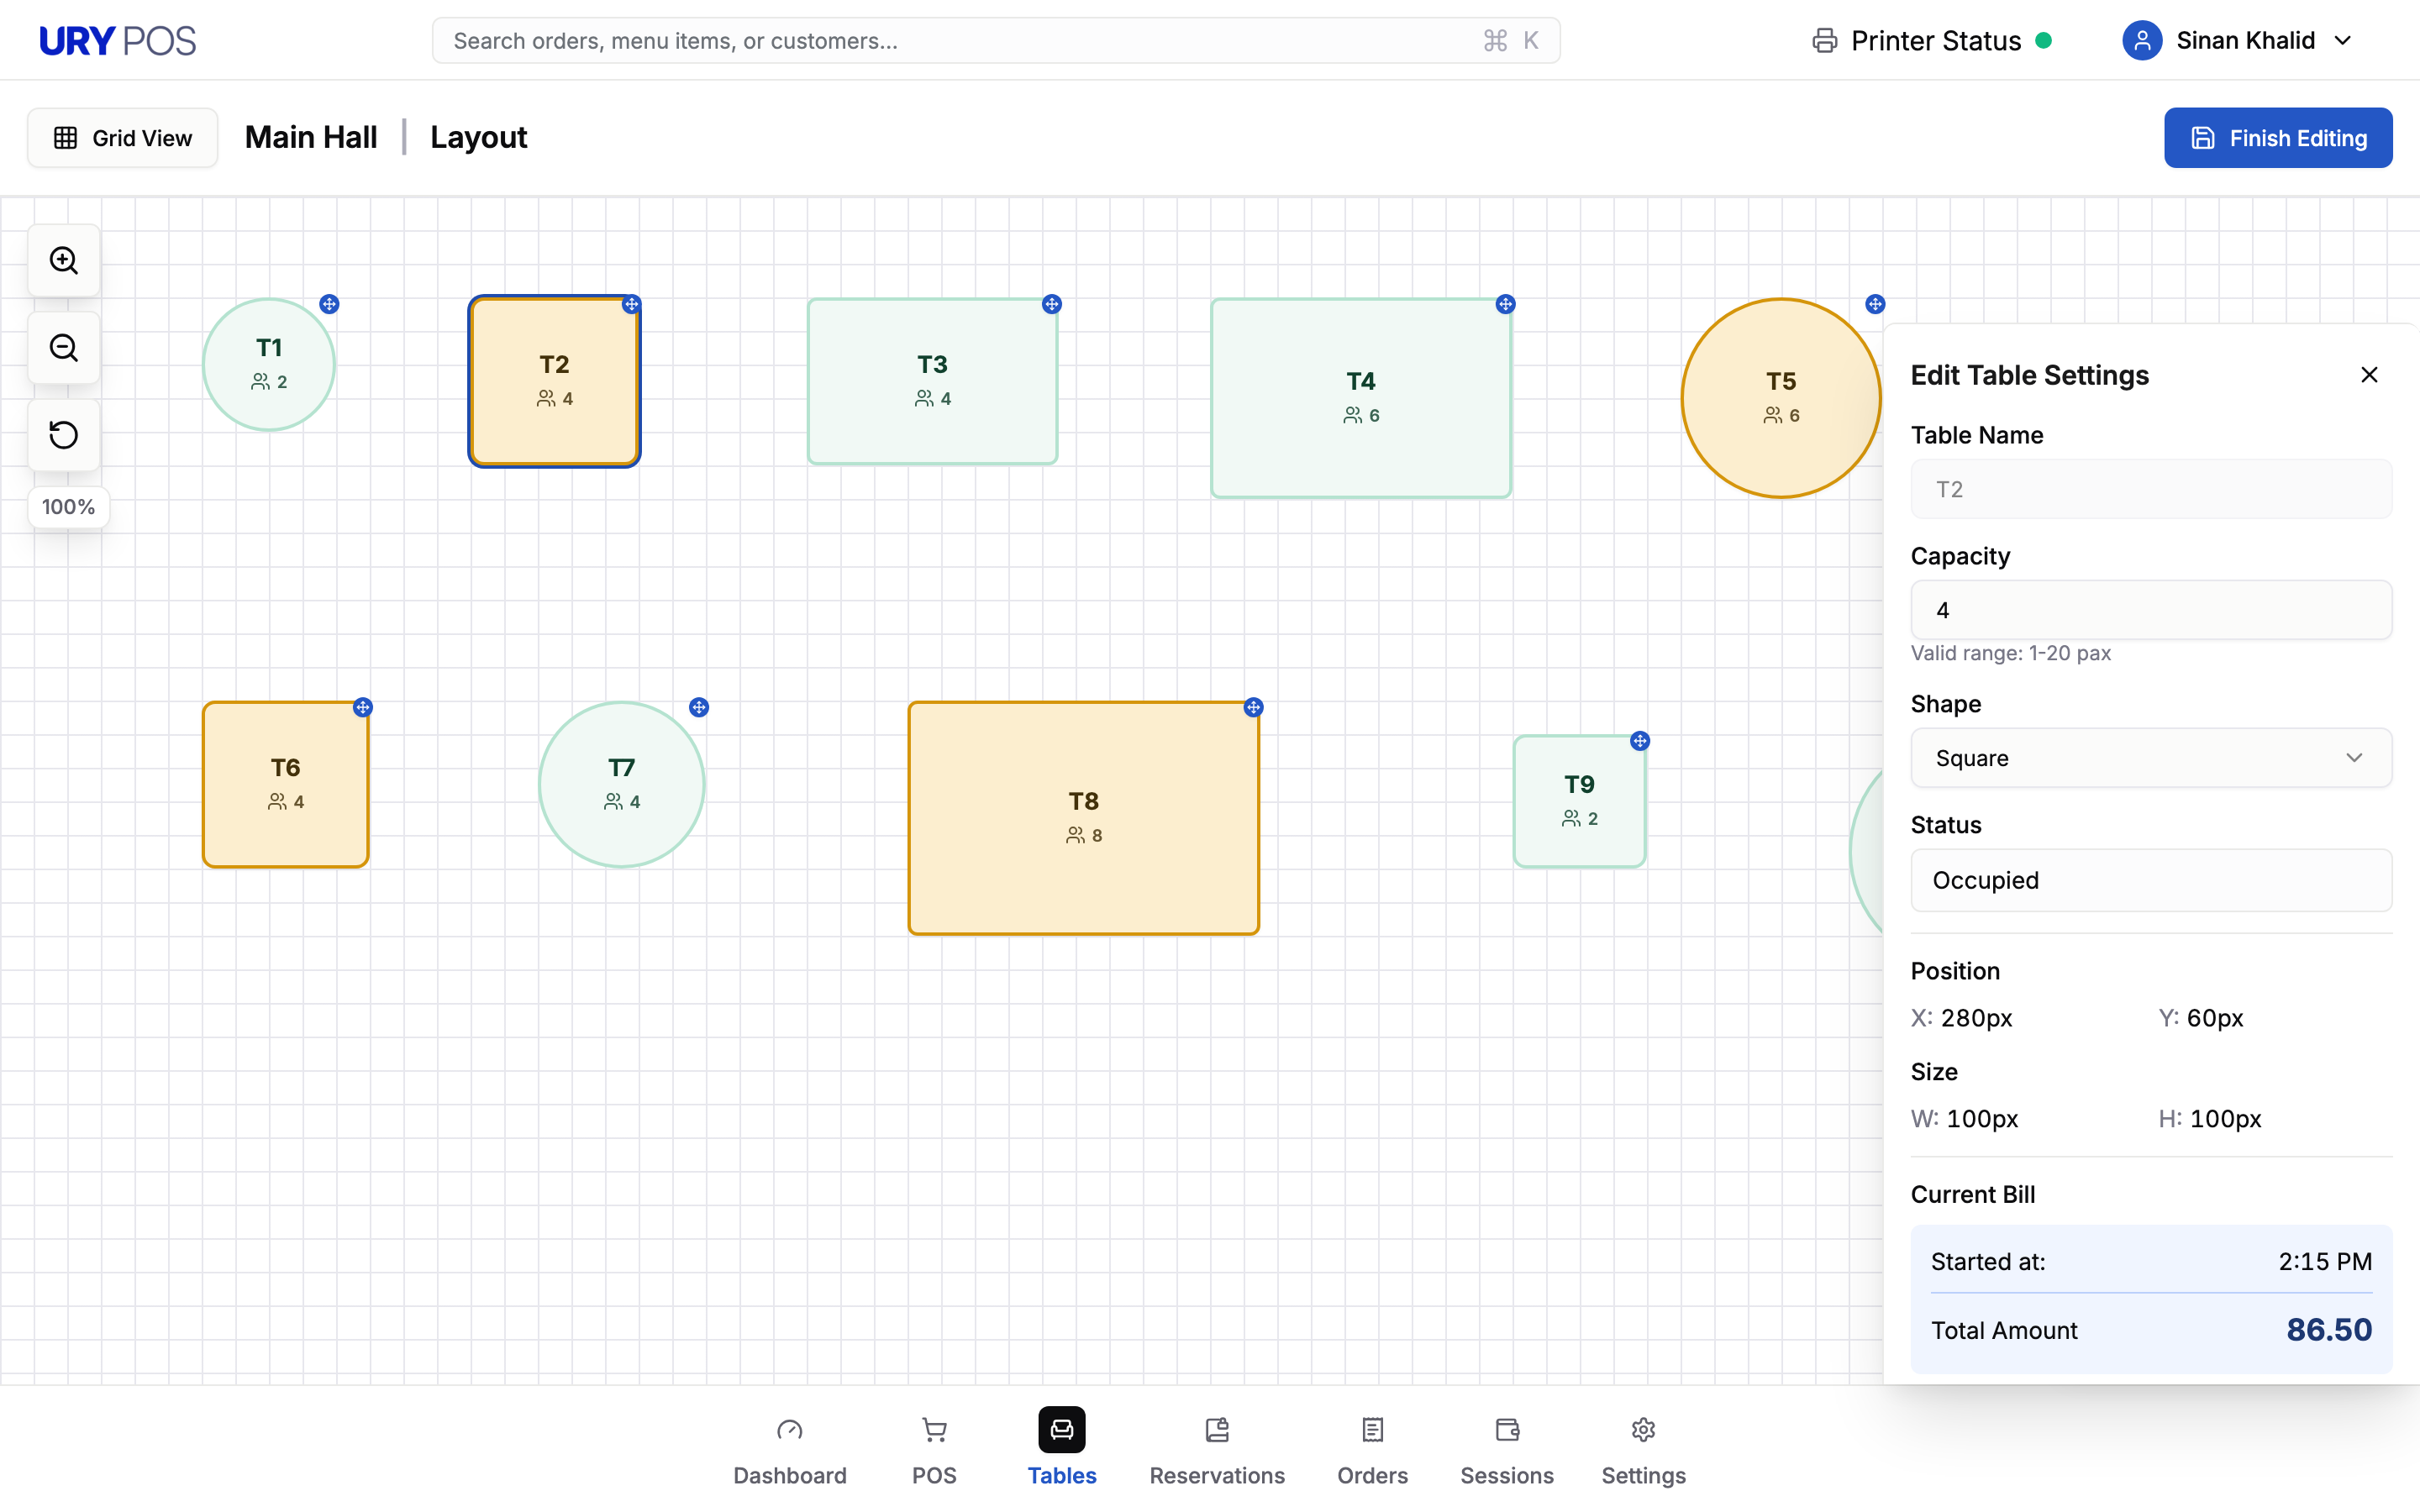 URY POS
Search orders, menu items, or customers...
⌘ K
Printer Status
Sinan Khalid
Grid View
Main Hall | Layout
Finish Editing
100%
T1
2
T2
4
T3
4
T4
6
T5
6
T6
4
T7
4
T8
8
T9
2
Edit Table Settings
Table Name
T2
Capacity
4
Valid range: 1-20 pax
Shape
Square
Status
Occupied
Position
X: 280px Y: 60px
Size
W: 100px H: 100px
Current Bill
Started at: 2:15 PM
Total Amount 86.50
Dashboard
POS
Tables
Reservations
Orders
Sessions
Settings